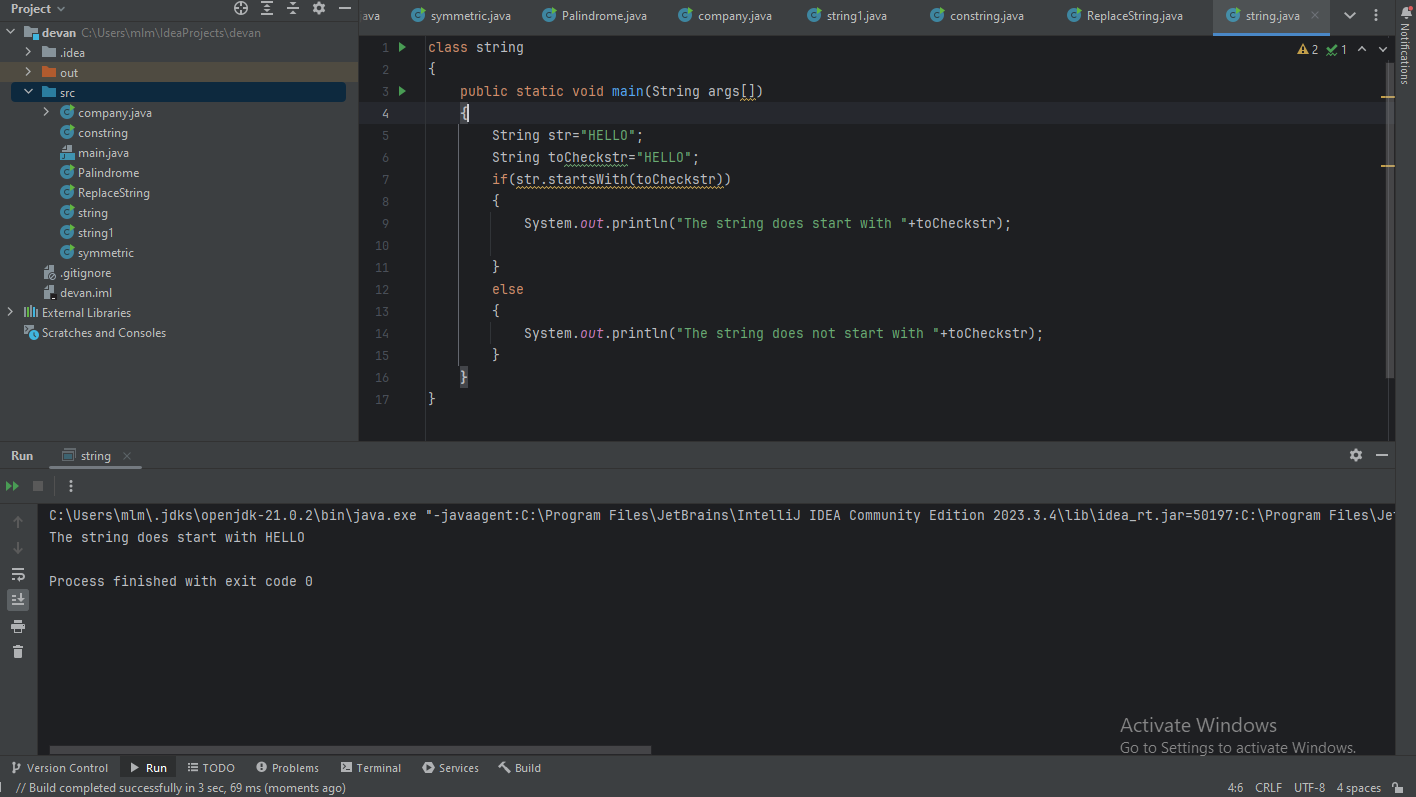 Project
devan C:\Users\mlm\IdeaProjects\devan
.idea
out
src
company.java
constring
main.java
Palindrome
ReplaceString
string
string1
symmetric
.gitignore
devan.iml
External Libraries
Scratches and Consoles
ava symmetric.java Palindrome.java company.java string1.java constring.java ReplaceString.java string.java
2 1
Notifications
1 class string
2 {
3 public static void main(String args[])
4 {
5 String str="HELLO";
6 String toCheckstr="HELLO";
7 if(str.startsWith(toCheckstr))
8 {
9 System.out.println("The string does start with "+toCheckstr);
10
11 }
12 else
13 {
14 System.out.println("The string does not start with "+toCheckstr);
15 }
16 }
17 }
Run string
C:\Users\mlm\.jdks\openjdk-21.0.2\bin\java.exe "-javaagent:C:\Program Files\JetBrains\IntelliJ IDEA Community Edition 2023.3.4\lib\idea_rt.jar=50197:C:\Program Files\Jet
The string does start with HELLO
Process finished with exit code 0
Activate Windows
Go to Settings to activate Windows.
Version Control Run TODO Problems Terminal Services Build
// Build completed successfully in 3 sec, 69 ms (moments ago) 4:6 CRLF UTF-8 4 spaces